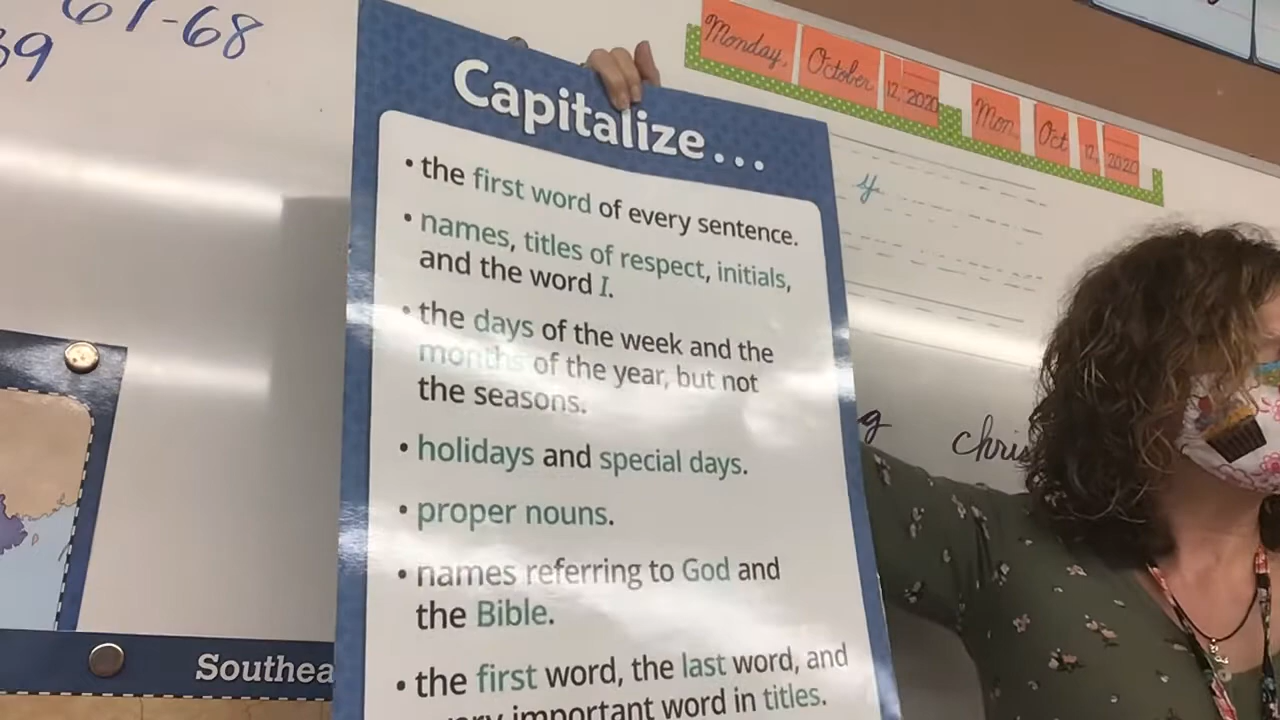 67-68
39
Monday, October 12, 2020
Mon. Oct 12, 2020
Capitalize...
• the first word of every sentence.
• names, titles of respect, initials,
and the word I.
• the days of the week and the
months of the year, but not
the seasons.
• holidays and special days.
• proper nouns.
• names referring to God and
the Bible.
• the first word, the last word, and
important word in titles.
y
g
chris
Southea